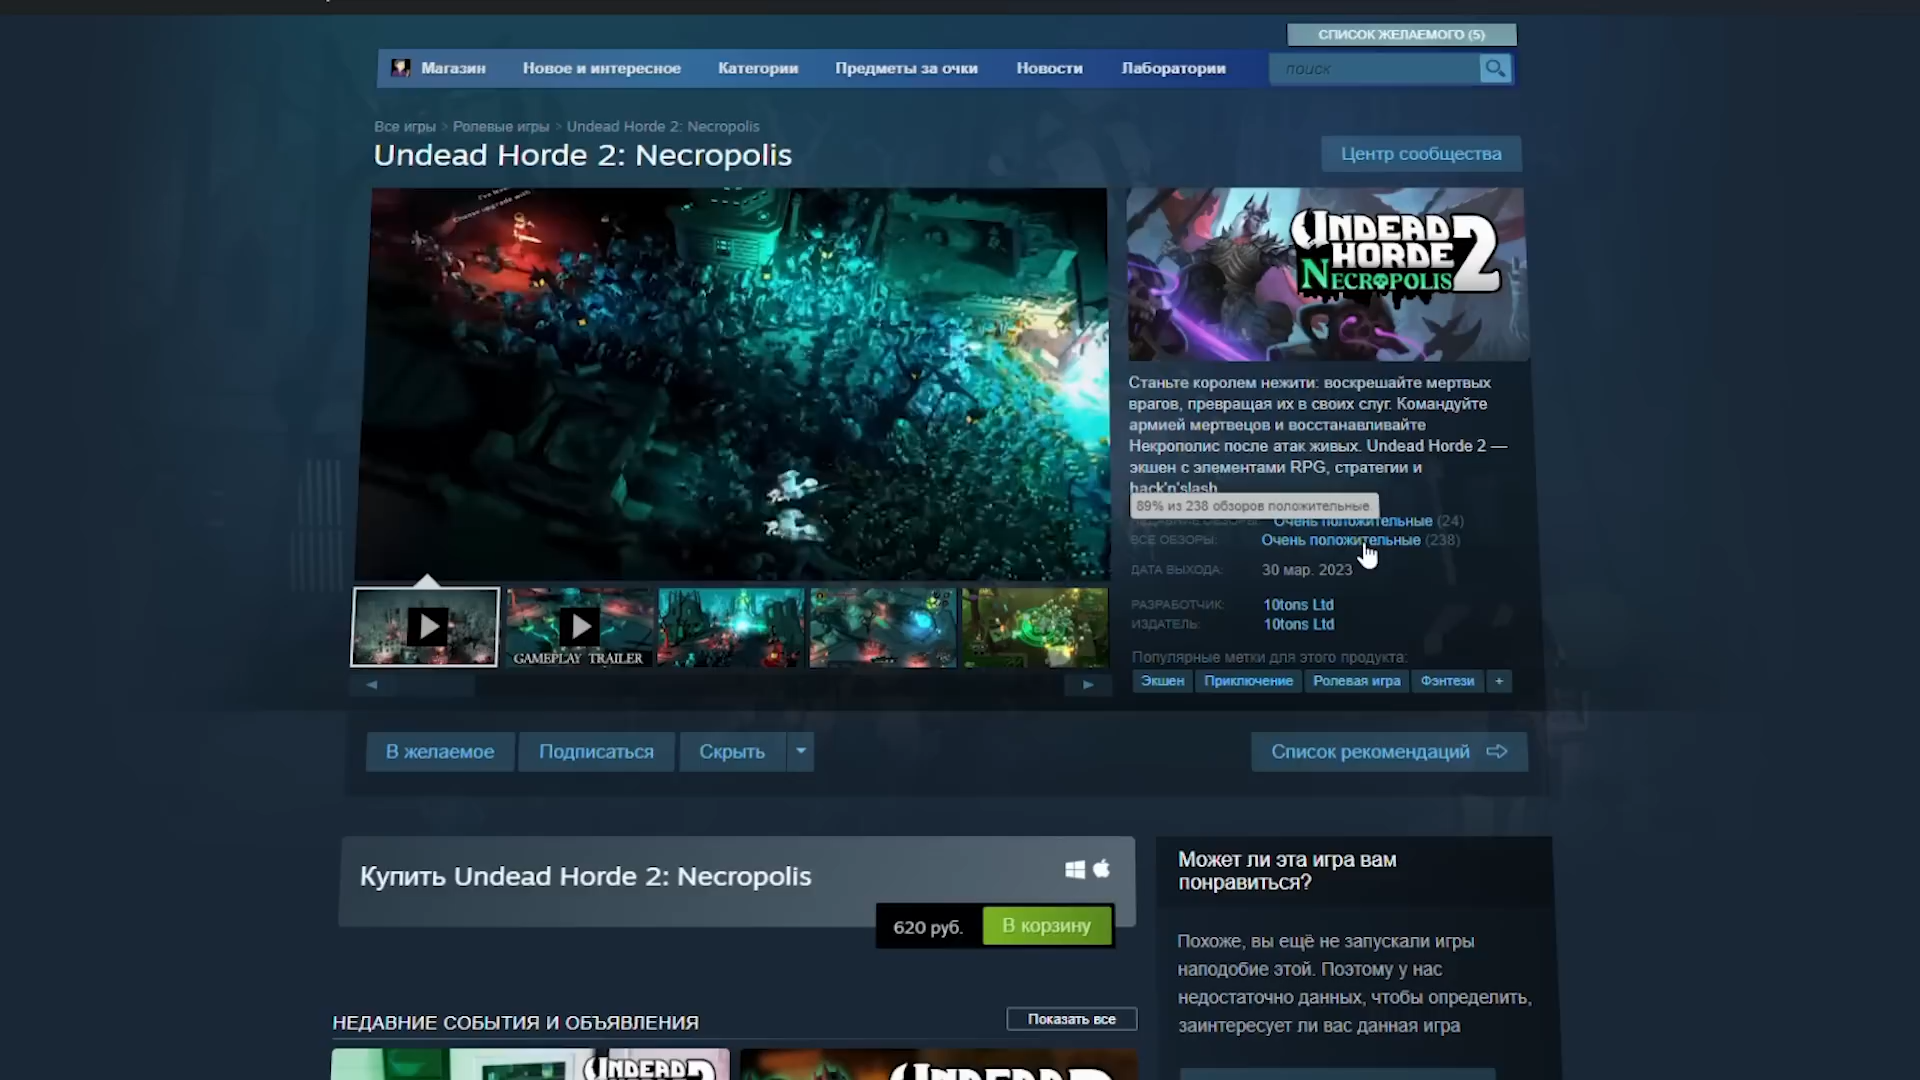 СПИСОК ЖЕЛАЕМОГО (5)
Магазин Новое и интересное Категории Предметы за очки Новости Лаборатории поиск
Все игры > Ролевые игры > Undead Horde 2: Necropolis
Undead Horde 2: Necropolis
Центр сообщества
UNDEAD
HORDE 2
NECROPOLIS
Станьте королем нежити: воскрешайте мертвых
врагов, превращая их в своих слуг. Командуйте
армией мертвецов и восстанавливайте
Некрополис после атак живых. Undead Horde 2 —
экшен с элементами RPG, стратегии и
hack'n'slash
89% из 238 обзоров положительные.
Очень положительные (24)
ВСЕ ОБЗОРЫ: Очень положительные (238)
ДАТА ВЫХОДА: 30 мар. 2023
РАЗРАБОТЧИК: 10tons Ltd
ИЗДАТЕЛЬ: 10tons Ltd
Популярные метки для этого продукта:
Экшен Приключение Ролевая игра Фэнтези +
GAMEPLAY TRAILER
В желаемое Подписаться Скрыть
Список рекомендаций
Купить Undead Horde 2: Necropolis
620 руб. В корзину
Может ли эта игра вам
понравиться?
Похоже, вы ещё не запускали игры
наподобие этой. Поэтому у нас
недостаточно данных, чтобы определить,
заинтересует ли вас данная игра
НЕДАВНИЕ СОБЫТИЯ И ОБЪЯВЛЕНИЯ
Показать все